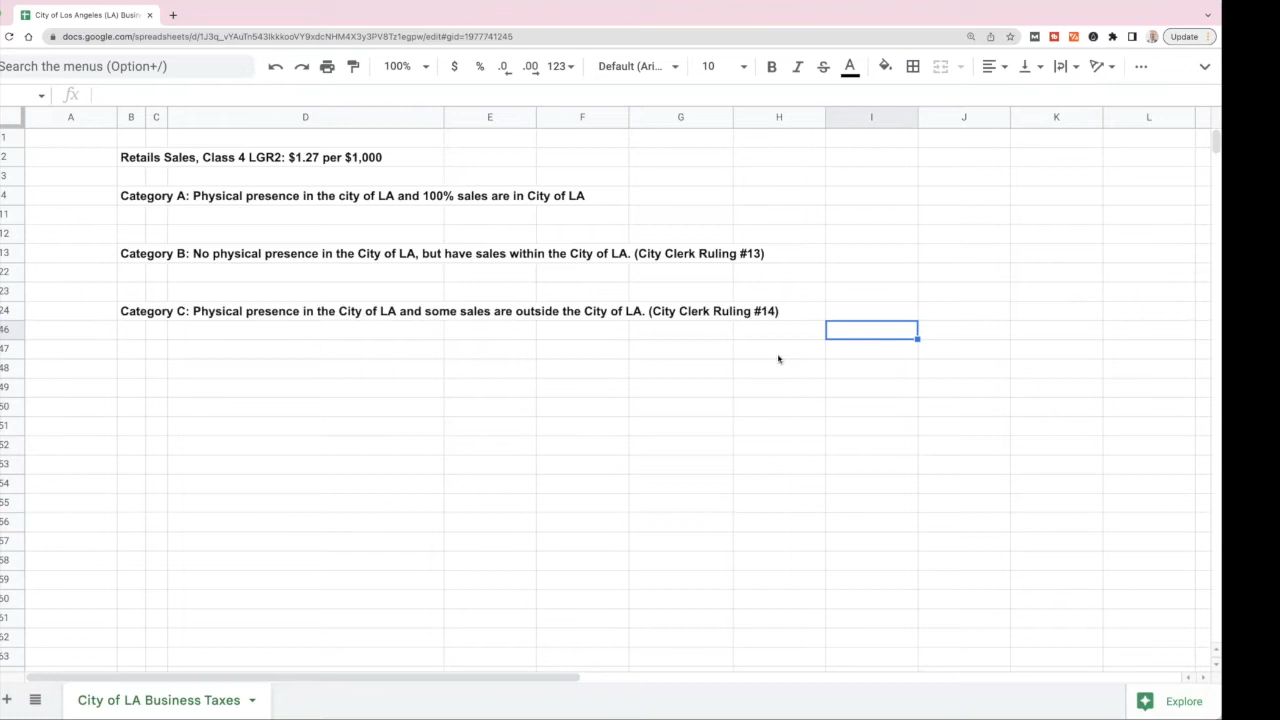 City of Los Angeles (LA) Busin
docs.google.com/spreadsheets/d/1J3q_vYAuTn543IkkkooVY9xdcNHM4X3y3PV8Tz1egpw/edit#gid=1977741245
Update
Search the menus (Option+/)
100%
$ % .0 .00 123
Default (Ari...
10
B I S A
fx
A B C D E F G H I J K L
1
2 Retails Sales, Class 4 LGR2: $1.27 per $1,000
3
4 Category A: Physical presence in the city of LA and 100% sales are in City of LA
11
12
13 Category B: No physical presence in the City of LA, but have sales within the City of LA. (City Clerk Ruling #13)
22
23
24 Category C: Physical presence in the City of LA and some sales are outside the City of LA. (City Clerk Ruling #14)
46
47
48
49
50
51
52
53
54
55
56
57
58
59
60
61
62
63
City of LA Business Taxes
Explore